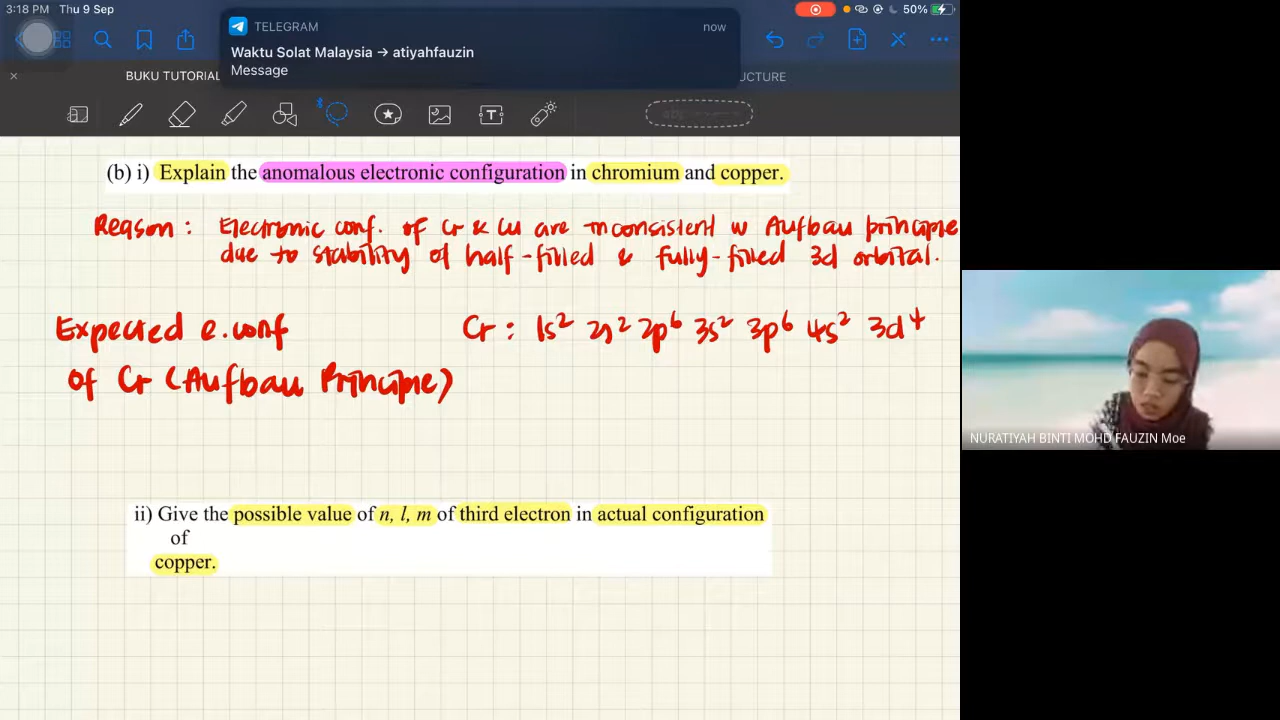 3:18 PM Thu 9 Sep
50%
TELEGRAM
now
Waktu Solat Malaysia → atiyahfauzin
Message
BUKU TUTORIAL
UCTURE
(b) i) Explain the anomalous electronic configuration in chromium and copper.
Reason : Electronic conf. of Cr & Cu are inconsistent w Aufbau principle
due to stability of half-filled & fully-filled 3d orbital.
Expected e.conf Cr : 1s² 2s² 2p⁶ 3s² 3p⁶ 4s² 3d⁴
of Cr (Aufbau Principle)
ii) Give the possible value of n, l, m of third electron in actual configuration
of
copper.
NURATIYAH BINTI MOHD FAUZIN Moe